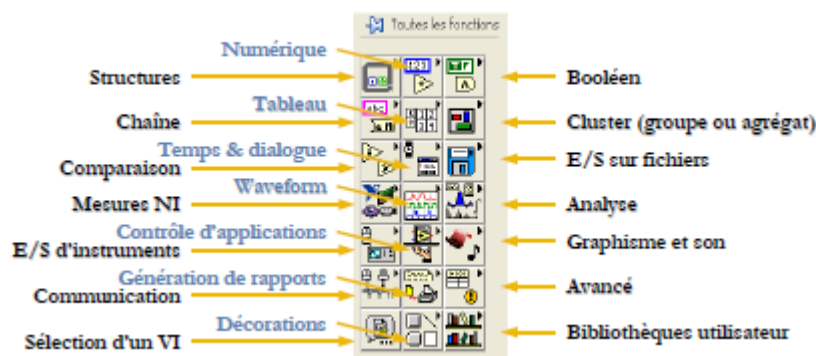 Toutes les fonctions
Numérique
Structures
Booléen
Tableau
Chaîne
Cluster (groupe ou agrégat)
Temps & dialogue
Comparaison
E/S sur fichiers
Waveform
Mesures NI
Analyse
Contrôle d'applications
E/S d'instruments
Graphisme et son
Génération de rapports
Communication
Avancé
Décorations
Sélection d'un VI
Bibliothèques utilisateur